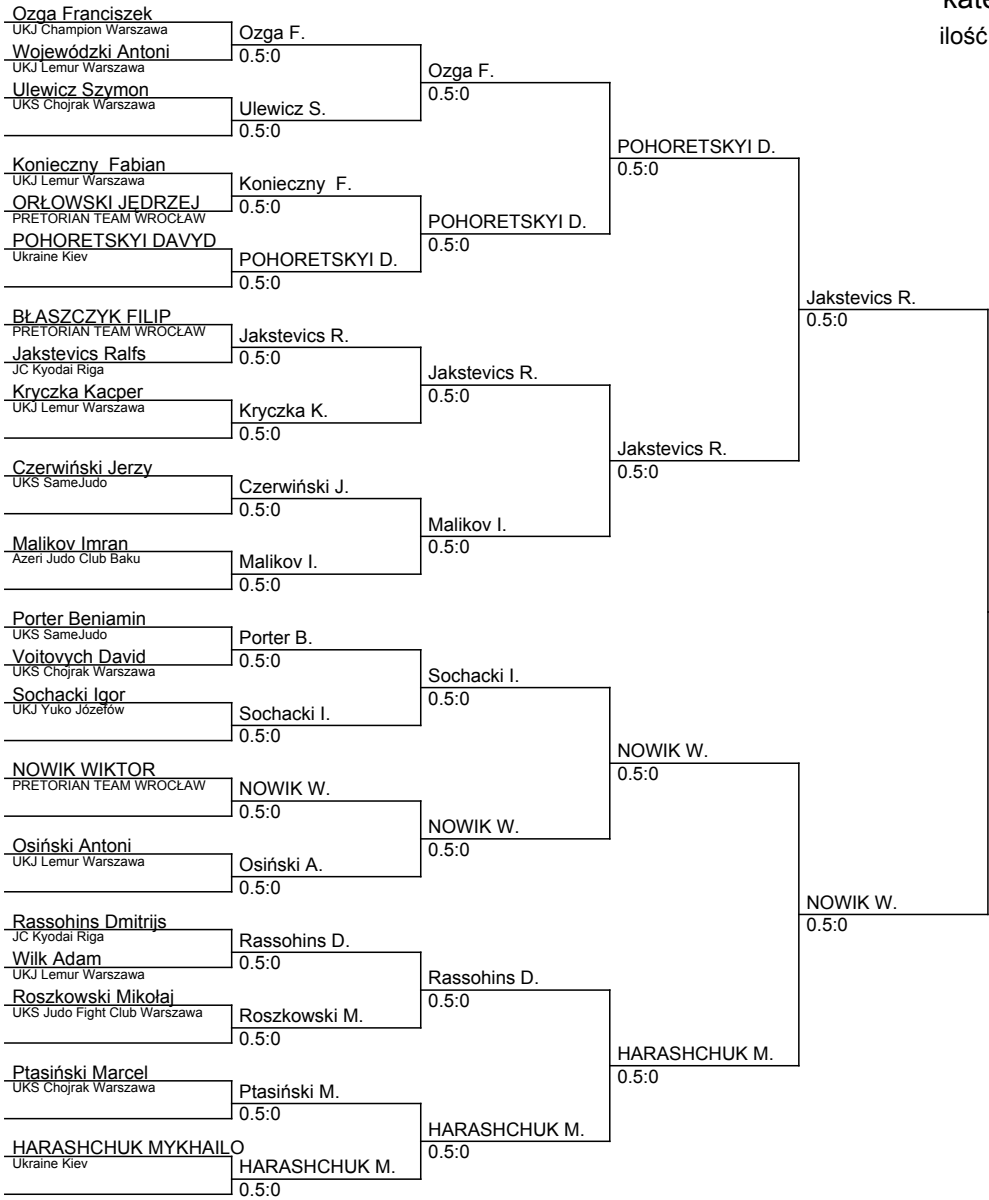 Ozga Franciszek
UKJ Champion Warszawa
Wojewódzki Antoni
UKJ Lemur Warszawa
Ulewicz Szymon
UKS Chojrak Warszawa
Konieczny  Fabian
UKJ Lemur Warszawa
ORŁOWSKI JĘDRZEJ
PRETORIAN TEAM WROCŁAW
POHORETSKYI DAVYD
Ukraine Kiev
BŁASZCZYK FILIP
PRETORIAN TEAM WROCŁAW
Jakstevics Ralfs
JC Kyodai Riga
Kryczka Kacper
UKJ Lemur Warszawa
Czerwiński Jerzy
UKS SameJudo
Malikov Imran
Azeri Judo Club Baku
Porter Beniamin
UKS SameJudo
Voitovych David
UKS Chojrak Warszawa
Sochacki Igor
UKJ Yuko Józefów
NOWIK WIKTOR
PRETORIAN TEAM WROCŁAW
Osiński Antoni
UKJ Lemur Warszawa
Rassohins Dmitrijs
JC Kyodai Riga
Wilk Adam
UKJ Lemur Warszawa
Roszkowski Mikołaj
UKS Judo Fight Club Warszawa
Ptasiński Marcel
UKS Chojrak Warszawa
HARASHCHUK MYKHAILO
Ukraine Kiev
Ozga F.
0.5:0
Ulewicz S.
0.5:0
Konieczny  F.
0.5:0
POHORETSKYI D.
0.5:0
Jakstevics R.
0.5:0
Kryczka K.
0.5:0
Czerwiński J.
0.5:0
Malikov I.
0.5:0
Porter B.
0.5:0
Sochacki I.
0.5:0
NOWIK W.
0.5:0
Osiński A.
0.5:0
Rassohins D.
0.5:0
Roszkowski M.
0.5:0
Ptasiński M.
0.5:0
HARASHCHUK M.
0.5:0
Ozga F.
0.5:0
POHORETSKYI D.
0.5:0
Jakstevics R.
0.5:0
Malikov I.
0.5:0
Sochacki I.
0.5:0
NOWIK W.
0.5:0
Rassohins D.
0.5:0
HARASHCHUK M.
0.5:0
POHORETSKYI D.
0.5:0
Jakstevics R.
0.5:0
NOWIK W.
0.5:0
HARASHCHUK M.
0.5:0
Jakstevics R.
0.5:0
NOWIK W.
0.5:0
ilość